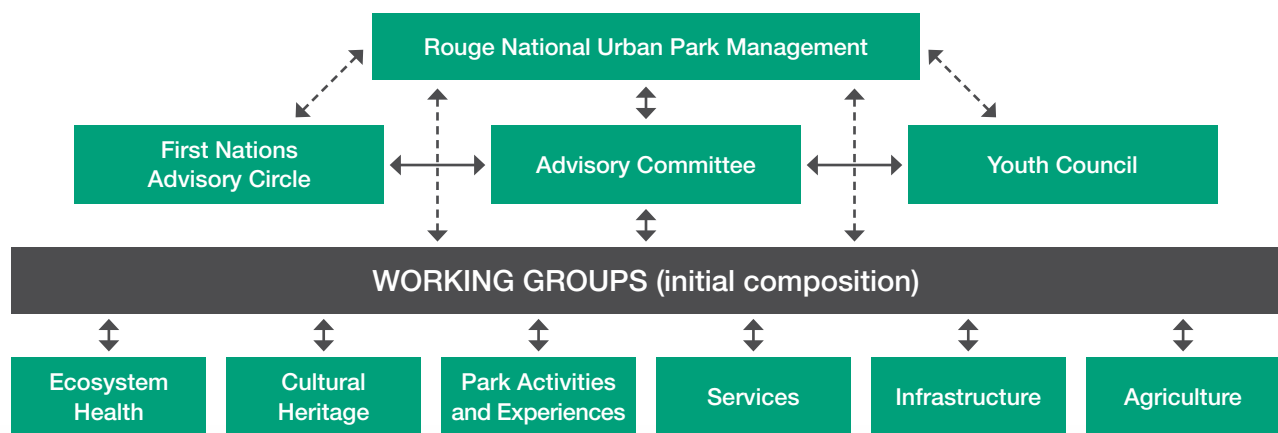 Rouge National Urban Park Management
First Nations
Advisory Circle
Advisory Committee
Youth Council
WORKING GROUPS (initial composition)
Ecosystem
Health
Cultural
Heritage
Park Activities
and Experiences
Services
Infrastructure
Agriculture